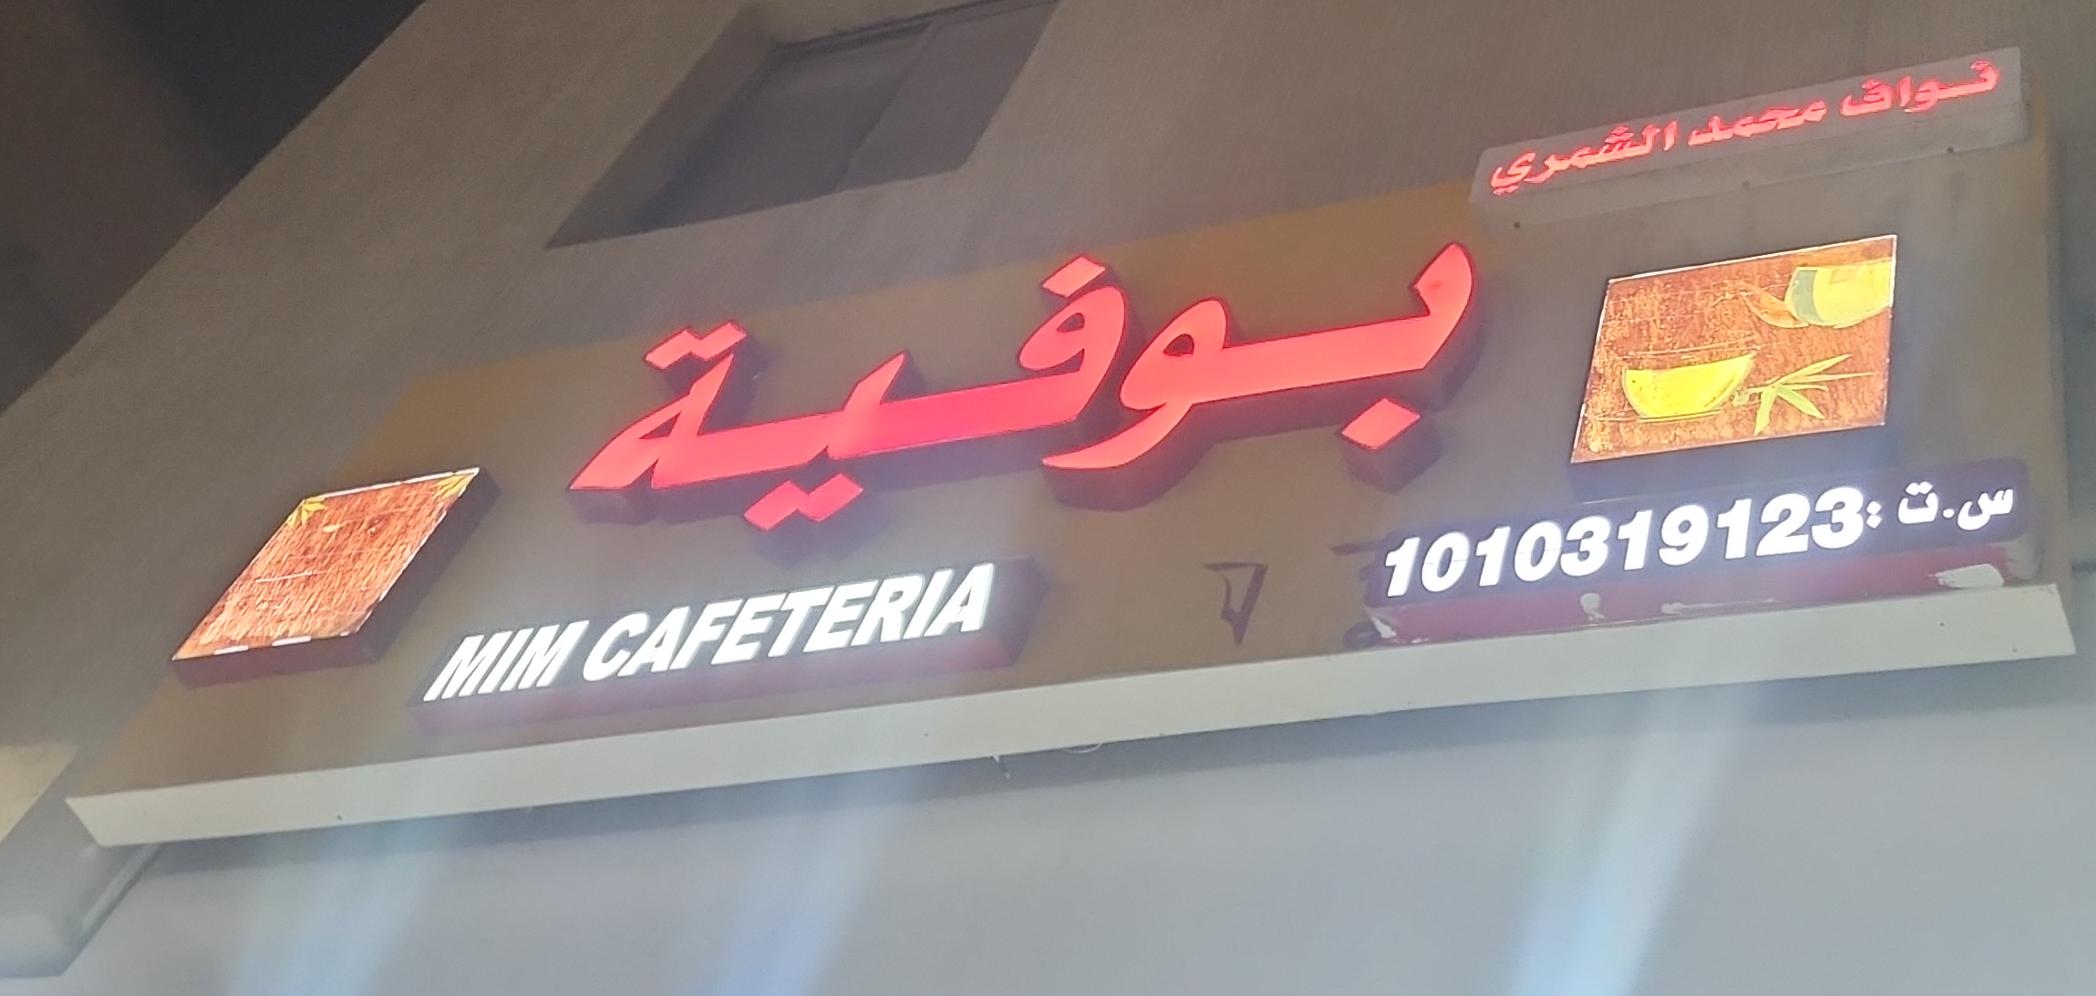 نواف محمد الشمري
بوفية
س.ت : 1010319123
MIM CAFETERIA